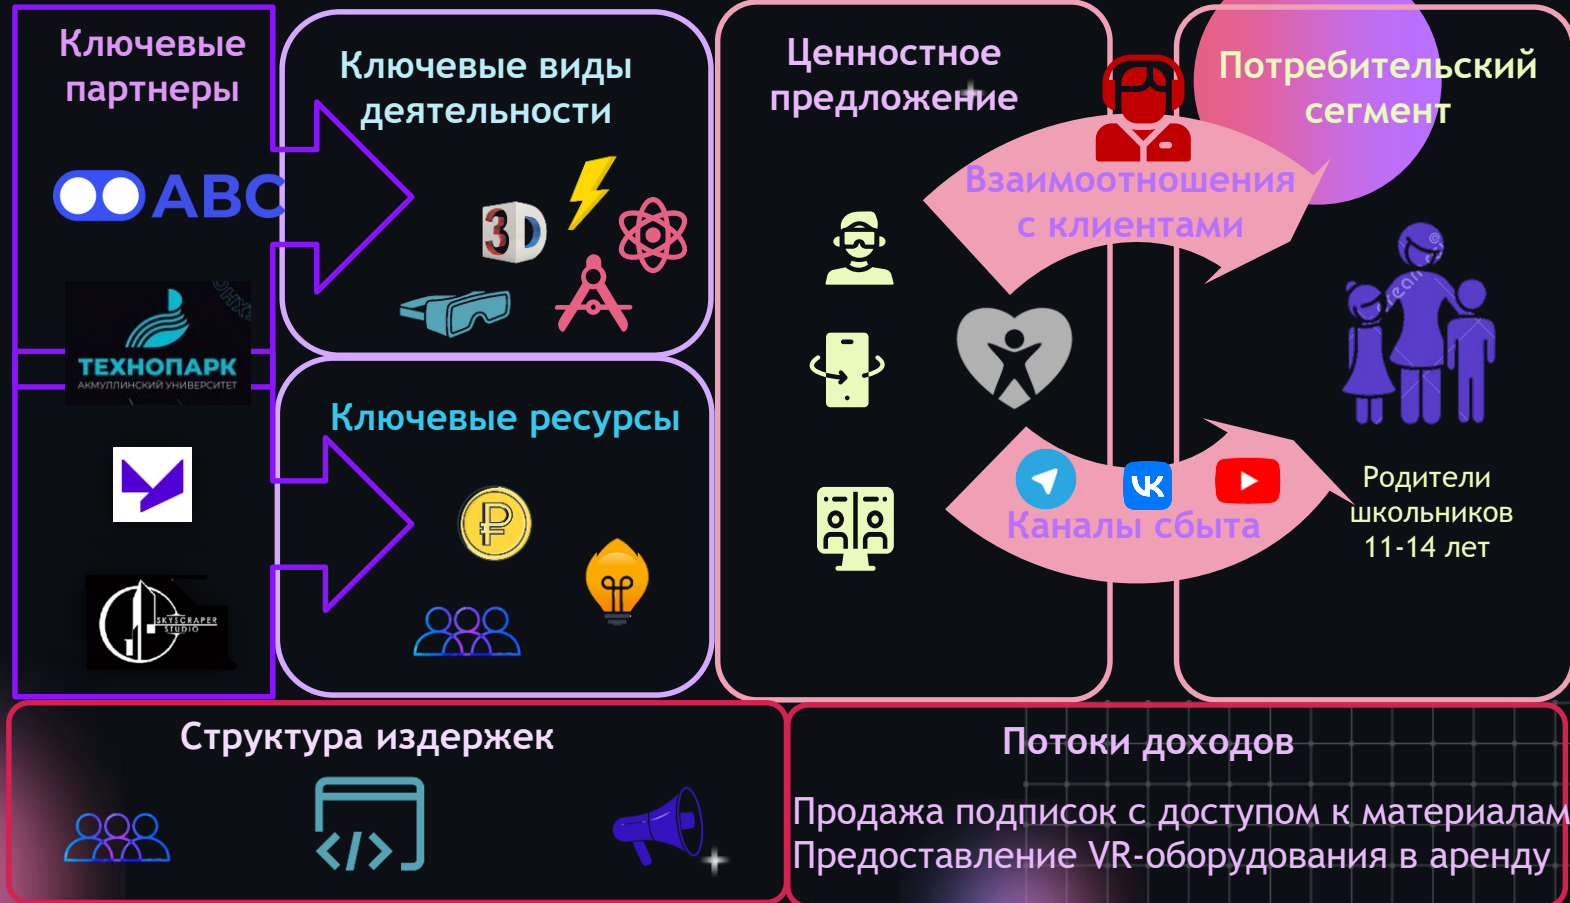 Ключевые
партнеры
АВС
ТЕХНОПАРК
АКМУЛЛИНСКИЙ УНИВЕРСИТЕТ
SKYSCRAPER
STUDIO
Ключевые виды
деятельности
3D
Ключевые ресурсы
Ценностное
предложение
Взаимоотношения
с клиентами
Каналы сбыта
Потребительский
сегмент
Родители
школьников
11-14 лет
Структура издержек
</>
Потоки доходов
Продажа подписок с доступом к материалам
Предоставление VR-оборудования в аренду